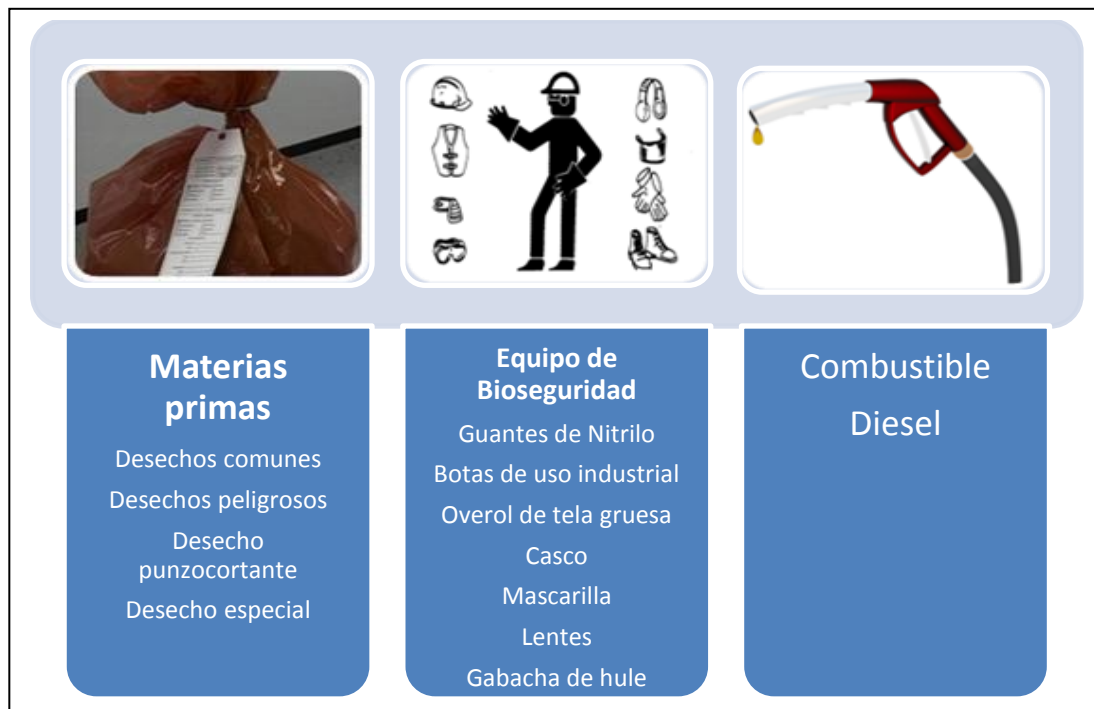 Materias
primas
Desechos comunes
Desechos peligrosos
Desecho
punzocortante
Desecho especial
Equipo de
Bioseguridad
Guantes de Nitrilo
Botas de uso industrial
Overol de tela gruesa
Casco
Mascarilla
Lentes
Gabacha de hule
Combustible
Diesel